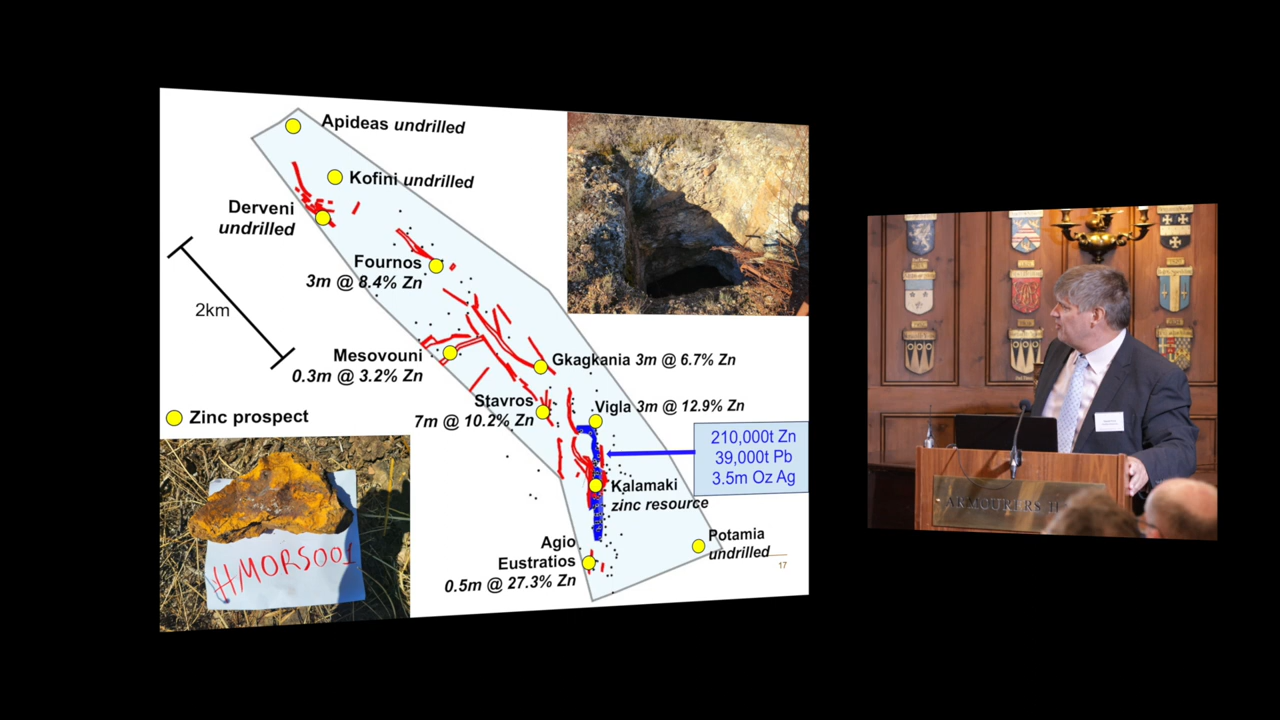 Apideas undrilled
Kofini undrilled
Derveni
undrilled
Fournos
3m @ 8.4% Zn
2km
Mesovouni
0.3m @ 3.2% Zn
Gkagkania 3m @ 6.7% Zn
Stavros
7m @ 10.2% Zn
Vigla 3m @ 12.9% Zn
Zinc prospect
210,000t Zn
39,000t Pb
3.5m Oz Ag
Kalamaki
zinc resource
Agio
Eustratios
0.5m @ 27.3% Zn
Potamia
undrilled
17
HMORS001
ARMOURERS H